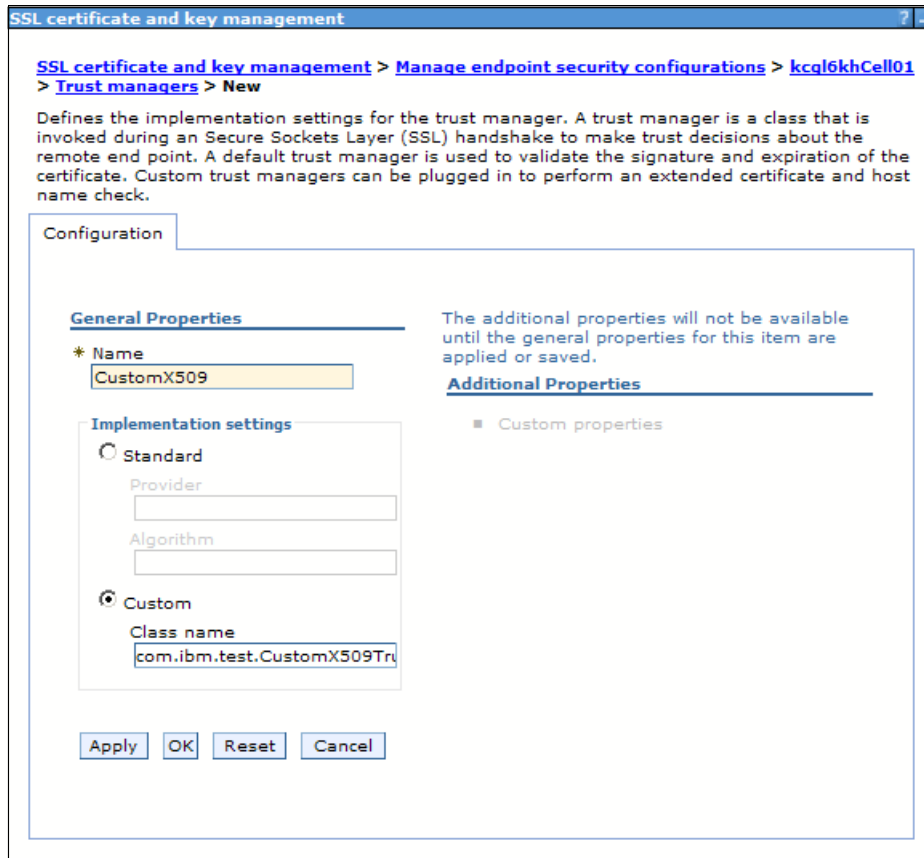 SSL certificate and key management ? -
SSL certificate and key management > Manage endpoint security configurations > kcgl6khCell01
> Trust managers > New
Defines the implementation settings for the trust manager. A trust manager is a class that is
invoked during an Secure Sockets Layer (SSL) handshake to make trust decisions about the
remote end point. A default trust manager is used to validate the signature and expiration of the
certificate. Custom trust managers can be plugged in to perform an extended certificate and host
name check.
Configuration
General Properties
* Name
CustomX509
Implementation settings
Standard
Provider
Algorithm
Custom
Class name
com.ibm.test.CustomX509Tru
Apply OK Reset Cancel
The additional properties will not be available
until the general properties for this item are
applied or saved.
Additional Properties
Custom properties